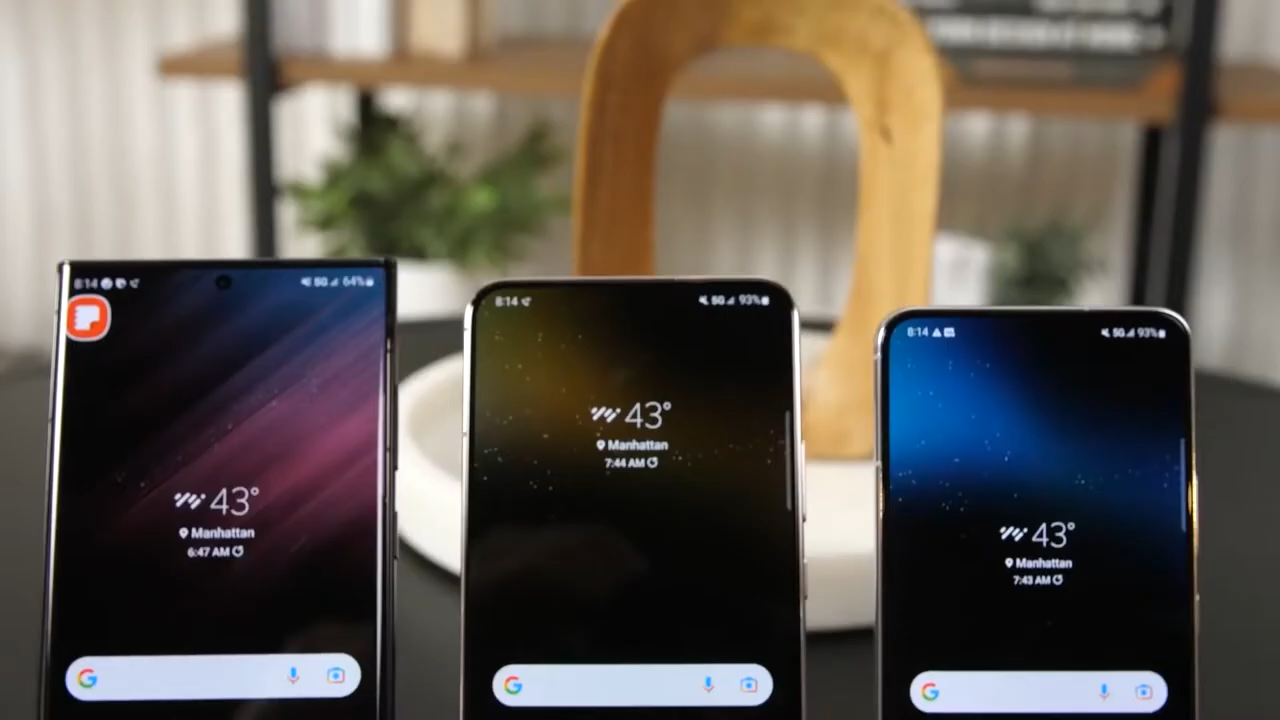 8:14
5G 64%
43°
Manhattan
6:47 AM
G
8:14
5G 93%
43°
Manhattan
7:44 AM
G
8:14
5G 93%
43°
Manhattan
7:43 AM
G